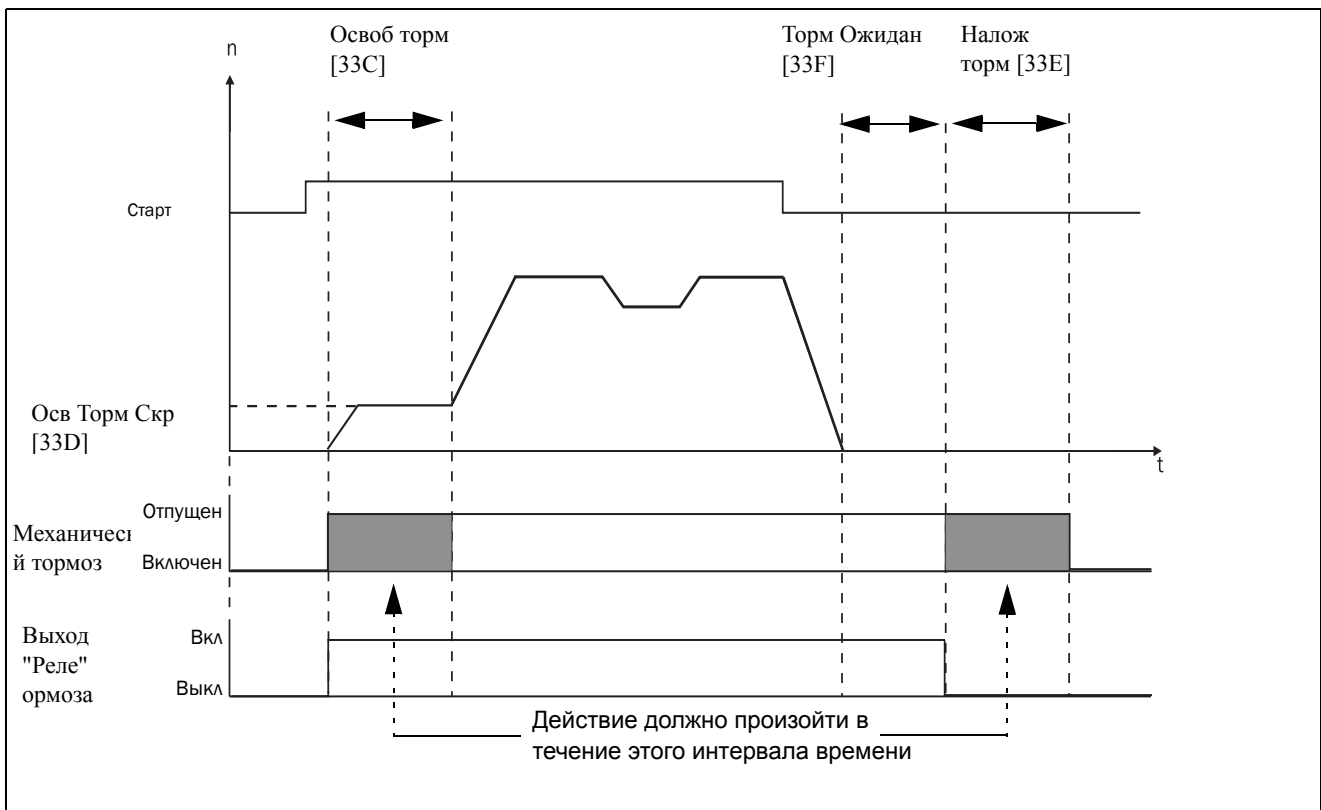 Освоб торм
[33C]
Торм Ожидан
[33F]
Налож
торм [33E]
n
Старт
Осв Торм Скр
[33D]
t
Отпущен
Механичесн
й тормоз
Включен
Выход
"Реле"
ормоза
Вкл
Выкл
Действие должно произойти в
течение этого интервала времени